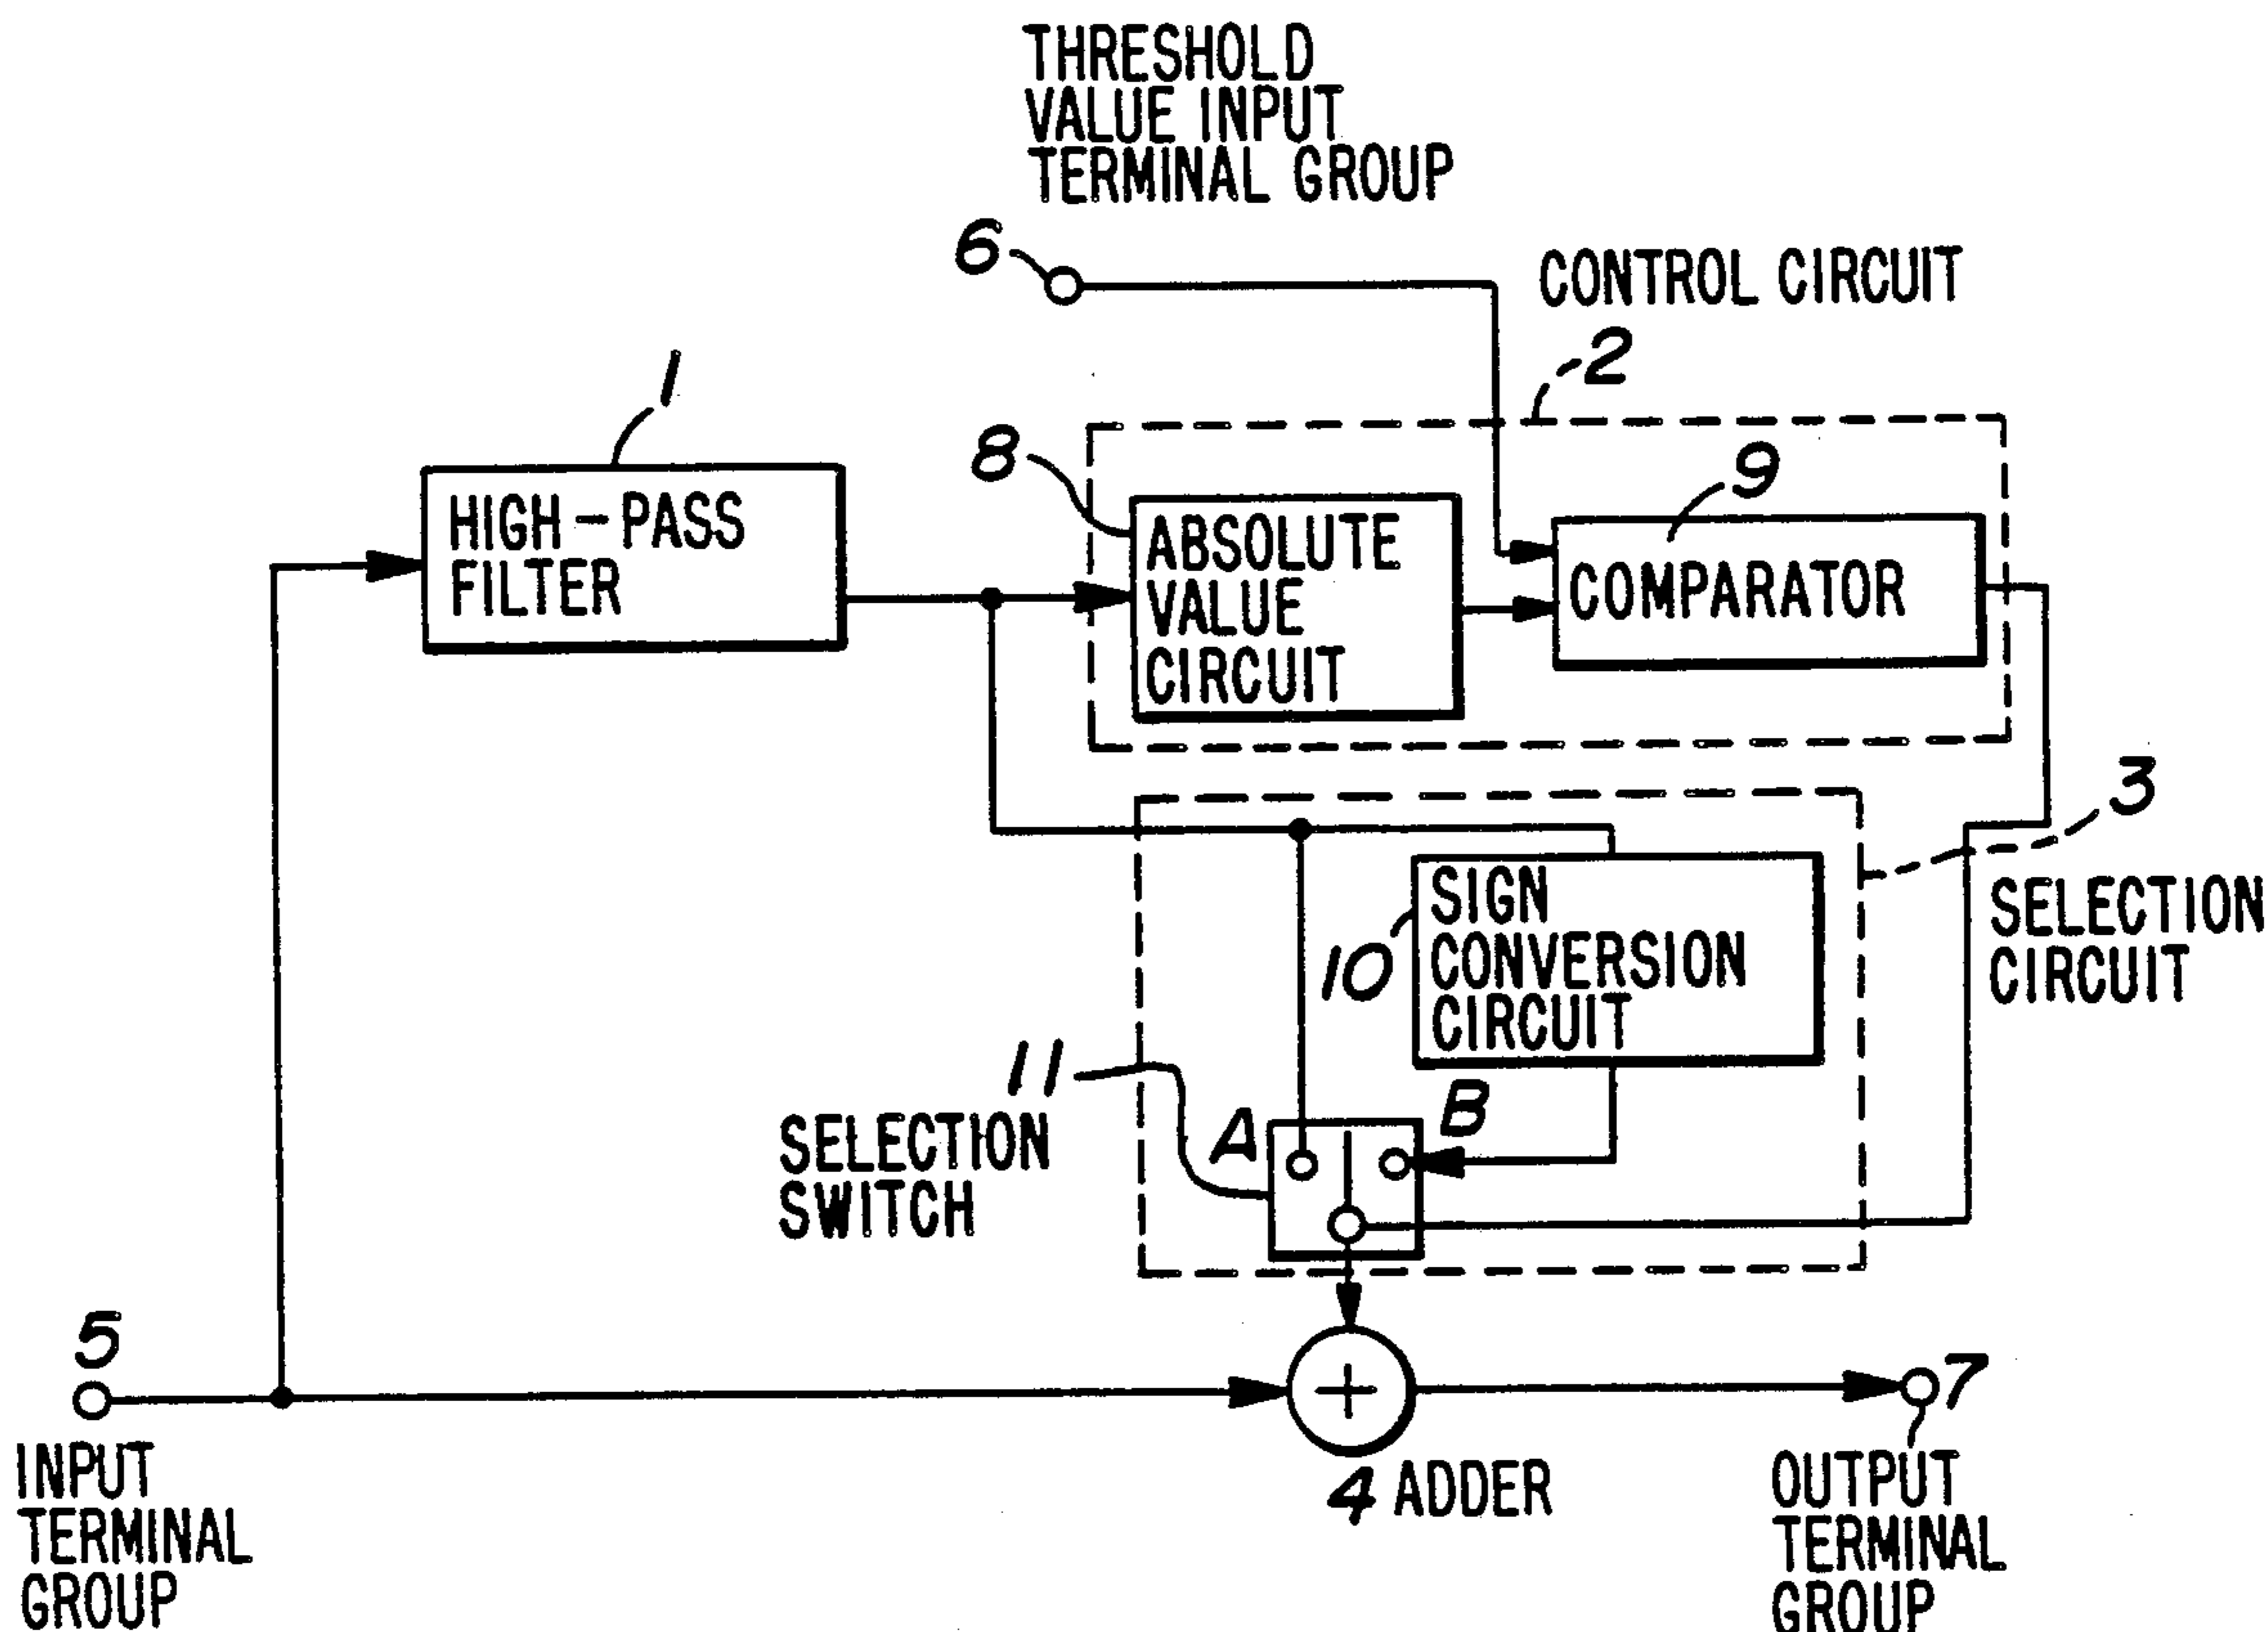 THRESHOLD
VALUE INPUT
TERMINAL GROUP
6
CONTROL CIRCUIT
2
1
8
9
HIGH-PASS
FILTER
ABSOLUTE
VALUE
CIRCUIT
COMPARATOR
3
SELECTION
CIRCUIT
SIGN
CONVERSION
CIRCUIT
10
11
SELECTION
SWITCH
A
B
5
INPUT
TERMINAL
GROUP
+
4 ADDER
7
OUTPUT
TERMINAL
GROUP